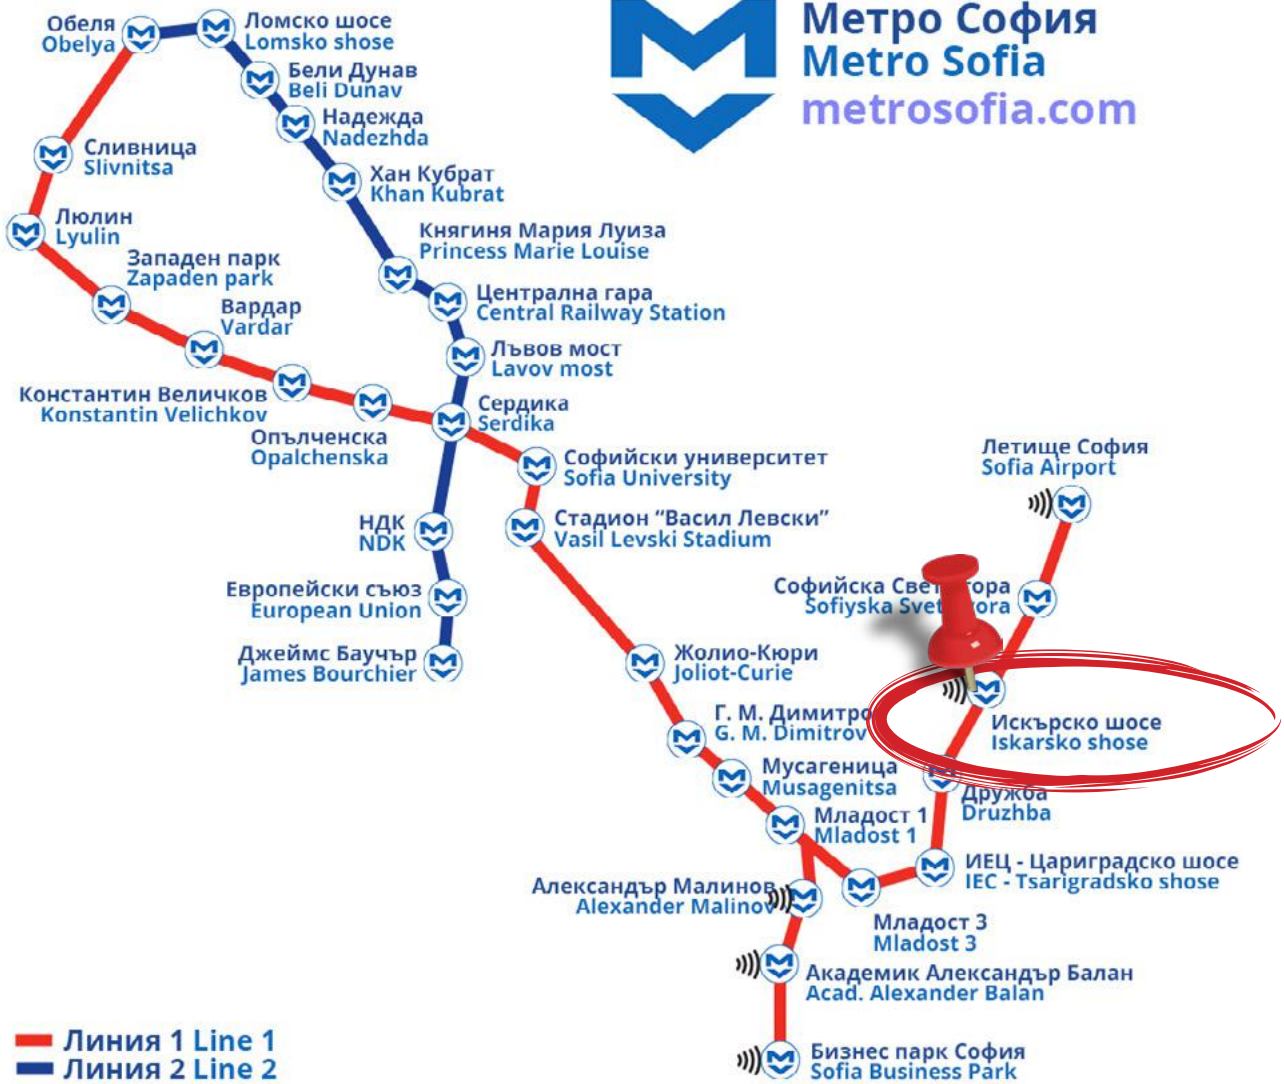 Метро София
Metro Sofia
metrosofia.com
Обеля
Obelya
Ломско шосе
Lomsko shose
Бели Дунав
Beli Dunav
Надежда
Nadezhda
Сливница
Slivnitsa
Хан Кубрат
Khan Kubrat
Люлин
Lyulin
Княгиня Мария Луиза
Princess Marie Louise
Западен парк
Zapaden park
Вардар
Vardar
Централна гара
Central Railway Station
Лъвов мост
Lavov most
Константин Величков
Konstantin Velichkov
Сердика
Serdika
Опълченска
Opalchenska
Софийски университет
Sofia University
Летище София
Sofia Airport
НДК
NDK
Стадион “Васил Левски”
Vasil Levski Stadium
Европейски съюз
European Union
Софийска
Sofiyska
Джеймс Баучър
James Bourchier
Жолио-Кюри
Joliot-Curie
Г. М. Димитро
G. M. Dimitrov
Искърско шосе
Iskarsko shose
Мусагеница
Musagenitsa
Дружба
Druzhba
Младост 1
Mladost 1
ИЕЦ - Цариградско шосе
IEC - Tsarigradsko shose
Александър Малинов
Alexander Malinov
Младост 3
Mladost 3
Академик Александър Балан
Acad. Alexander Balan
Бизнес парк София
Sofia Business Park
Линия 1 Line 1
Линия 2 Line 2